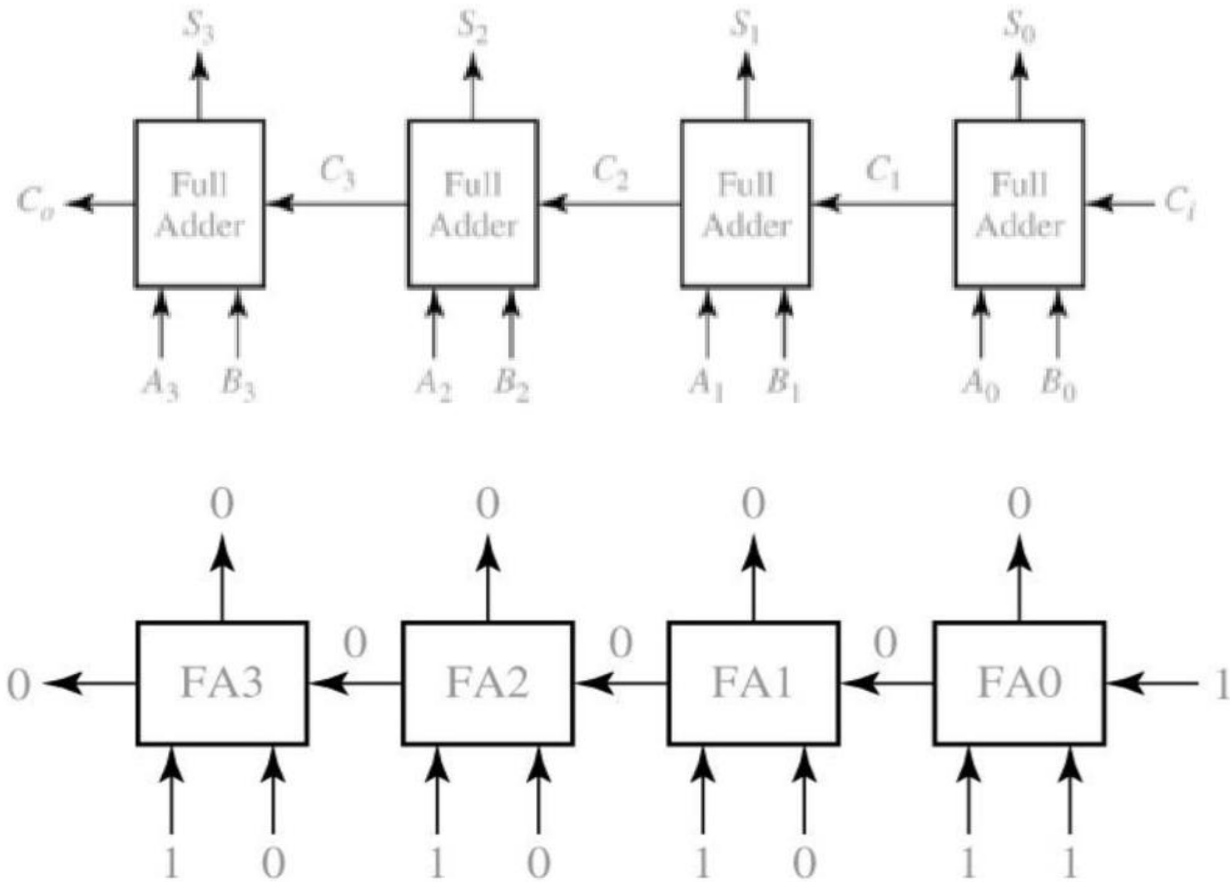 S₃ S₂ S₁ S₀
Full Adder Full Adder Full Adder Full Adder
Cₒ C₃ C₂ C₁ Cᵢ
A₃ B₃ A₂ B₂ A₁ B₁ A₀ B₀
0 0 0 0
0 FA3 0 FA2 0 FA1 0 FA0 1
1 0 1 0 1 0 1 1